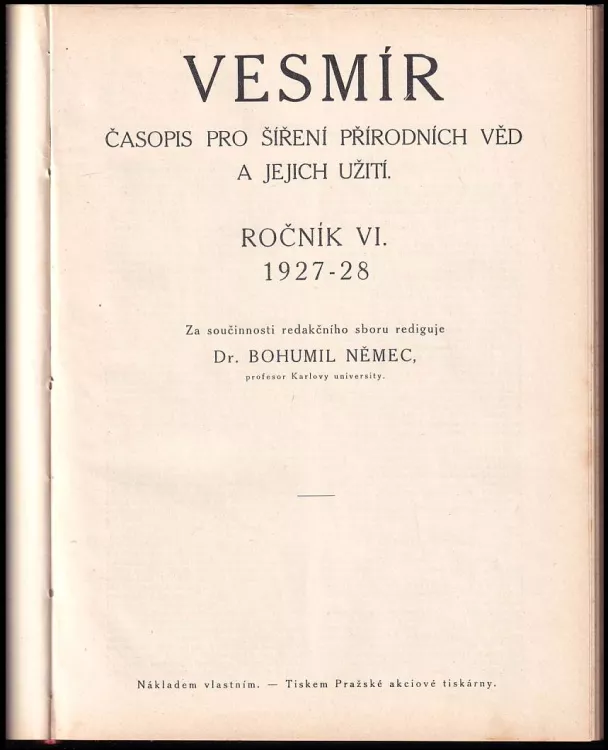 VESMÍR
ČASOPIS PRO ŠÍŘENÍ PŘÍRODNÍCH VĚD
A JEJICH UŽITÍ.
ROČNÍK VI.
1927-28
Za součinnosti redakčního sboru rediguje
Dr. BOHUMIL NĚMEC,
profesor Karlovy university.
Nákladem vlastním. — Tiskem Pražské akciové tiskárny.